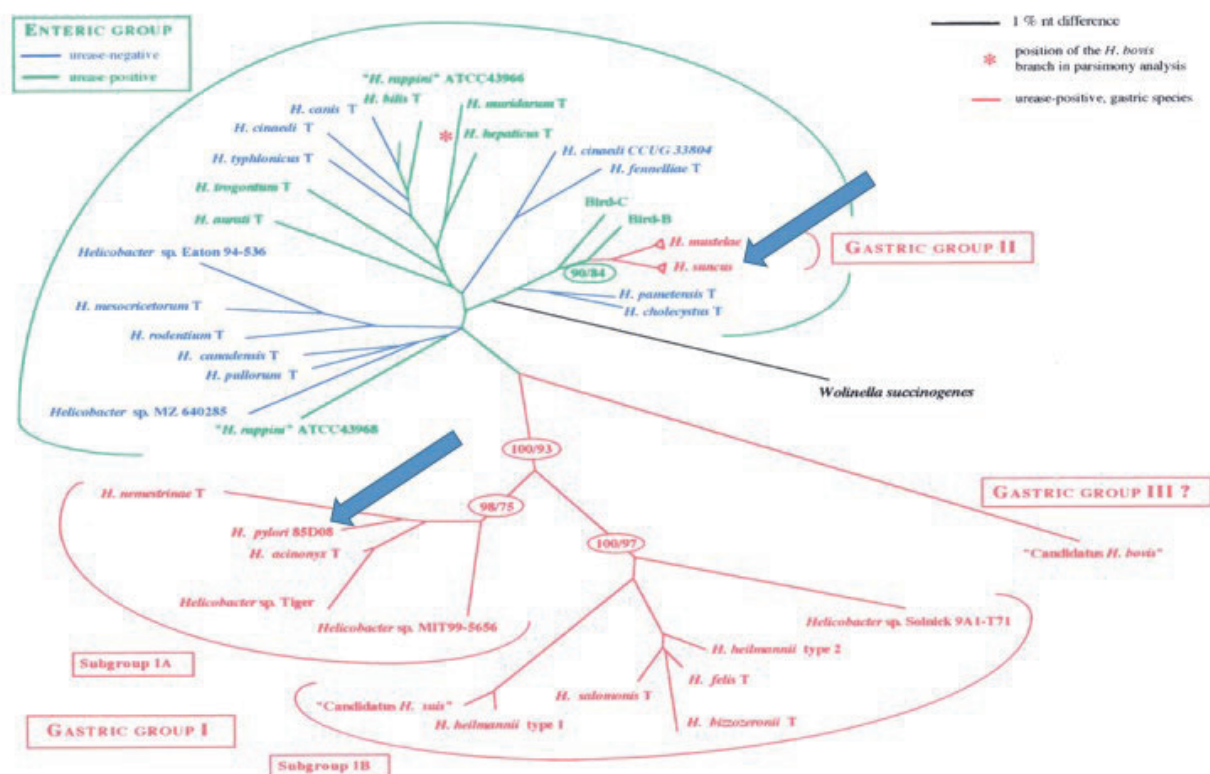 ENTERIC GROUP
urease-negative
urease-positive
1 % nt difference
position of the H. bovis
branch in parsimony analysis
urease-positive, gastric species
"H. rappini" ATCC43966
H. bilis T
H. canis T
H. muridarum T
H. cinaedi T
* H. hepaticus T
H. typhlonicus T
H. cinaedi CCUG 33804
H. fennelliae T
H. trogontum T
Bird-C
H. aurati T
Bird-B
H. mustelae
GASTRIC GROUP II
Helicobacter sp. Eaton 94-536
H. suncus
90/84
H. pametensis T
H. cholecystus T
H. mesocricetorum T
H. rodentium T
H. canadensis T
H. pullorum T
Wolinella succinogenes
Helicobacter sp. MZ 640285
"H. rappini" ATCC43968
100/93
H. nemestrinae T
GASTRIC GROUP III ?
98/75
H. pylori 85D08
100/97
H. acinonyx T
"Candidatus H. bovis"
Helicobacter sp. Tiger
Helicobacter sp. MIT99-5656
Helicobacter sp. Solnick 9A1-T71
Subgroup IA
H. heilmannii type 2
H. felis T
H. salomonis T
"Candidatus H. suis"
H. heilmannii type 1
H. bizzozeronii T
GASTRIC GROUP I
Subgroup IB